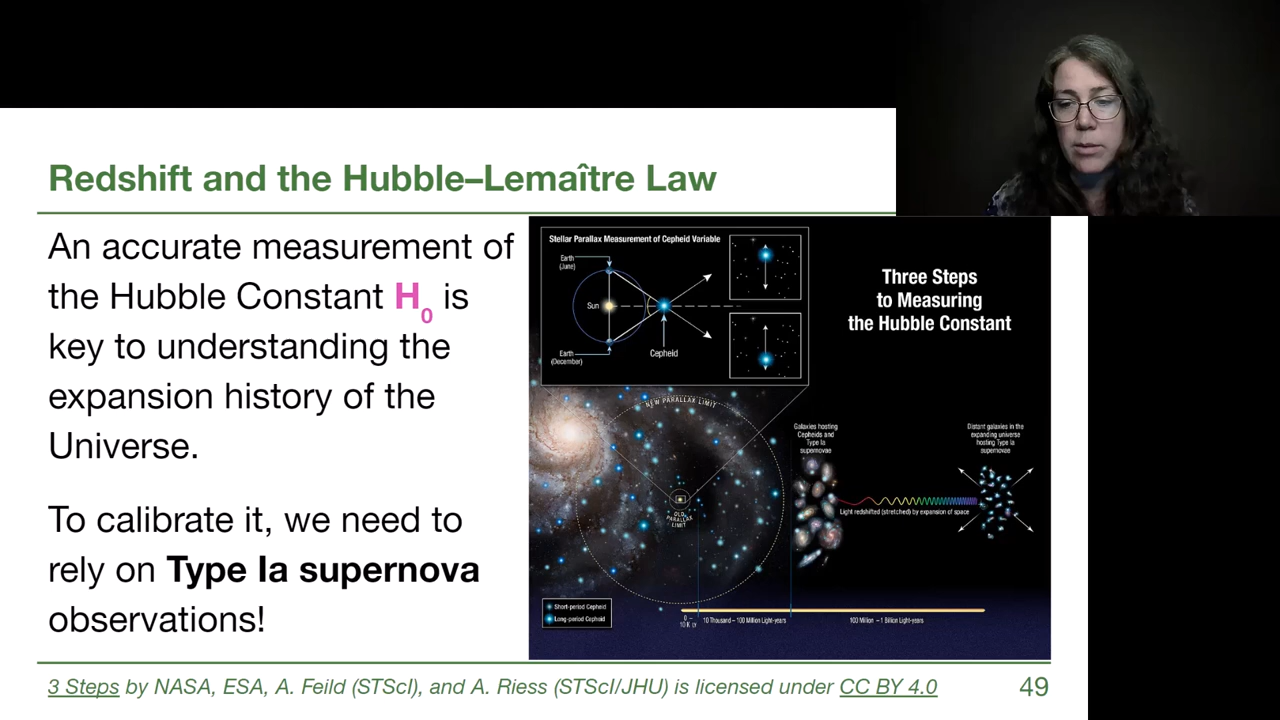 Redshift and the Hubble–Lemaître Law
An accurate measurement of
the Hubble Constant H₀ is
key to understanding the
expansion history of the
Universe.
To calibrate it, we need to
rely on Type Ia supernova
observations!
Stellar Parallax Measurement of Cepheid Variable
Earth
(June)
Sun
Earth
(December)
Cepheid
Three Steps
to Measuring
the Hubble Constant
NEW PARALLAX LIMIT
OLD
PARALLAX
LIMIT
Galaxies hosting
Cepheids and
Type Ia
supernovae
Distant galaxies in the
expanding universe
hosting Type Ia
supernovae
Light redshifted (stretched) by expansion of space
Short-period Cepheid
Long-period Cepheid
0 –
10 K LY
10 Thousand – 100 Million Light-years
100 Million – 1 Billion Light-years
3 Steps by NASA, ESA, A. Feild (STScI), and A. Riess (STScI/JHU) is licensed under CC BY 4.0
49